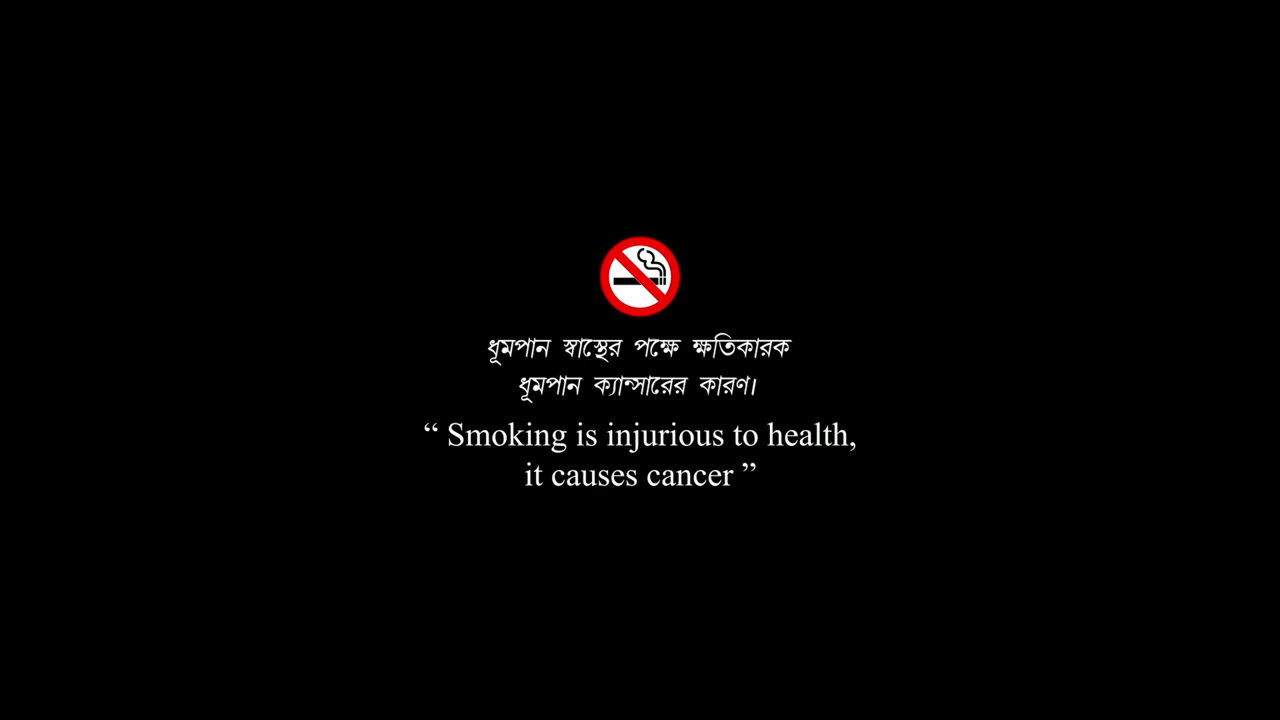 ধূমপান স্বাস্থের পক্ষে ক্ষতিকারক
ধূমপান ক্যান্সারের কারণ।
“ Smoking is injurious to health,
it causes cancer ”